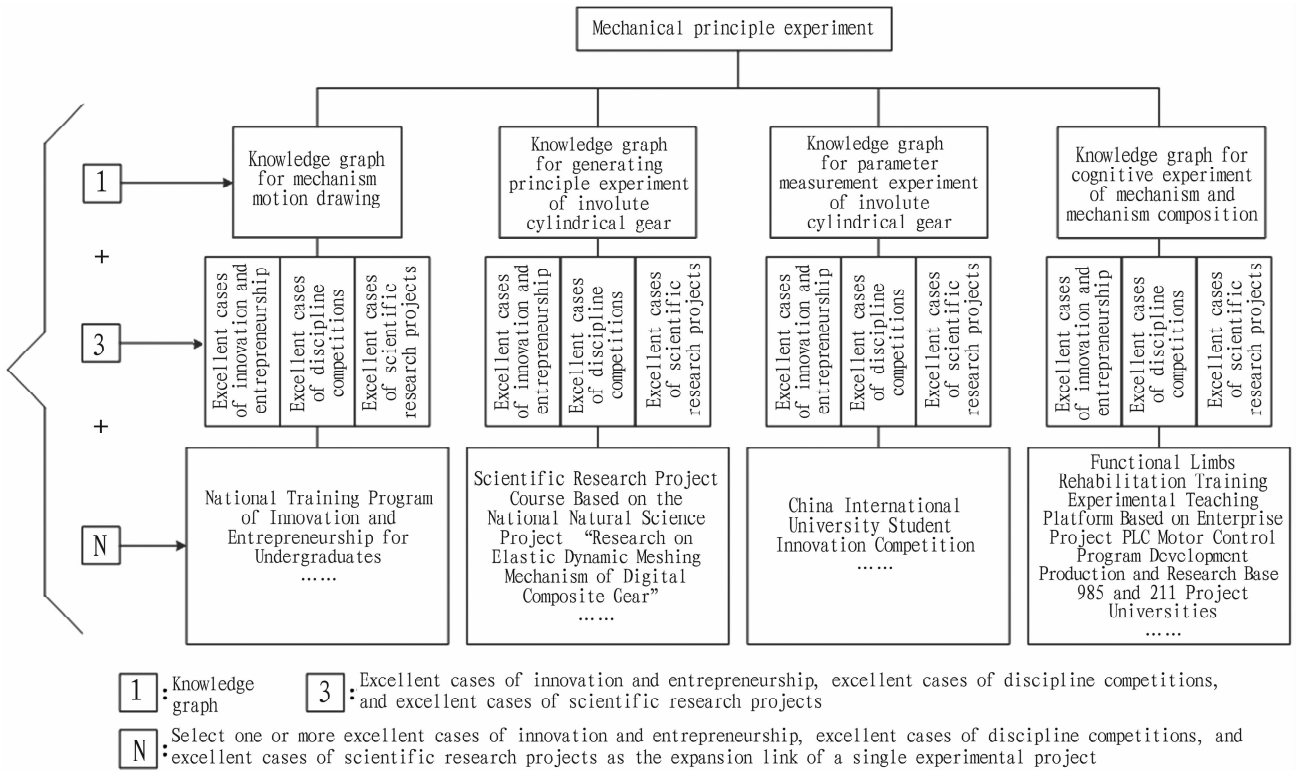 Mechanical principle experiment
1
Knowledge graph
for mechanism
motion drawing
Knowledge graph
for generating
principle experiment
of involute
cylindrical gear
Knowledge graph
for parameter
measurement experiment
of involute
cylindrical gear
Knowledge graph for
cognitive experiment
of mechanism and
mechanism composition
+
3
Excellent cases
of innovation and
entrepreneurship
Excellent cases
of discipline
competitions
Excellent cases
of scientific
research projects
Excellent cases
of innovation and
entrepreneurship
Excellent cases
of discipline
competitions
Excellent cases
of scientific
research projects
Excellent cases
of innovation and
entrepreneurship
Excellent cases
of discipline
competitions
Excellent cases
of scientific
research projects
Excellent cases
of innovation and
entrepreneurship
Excellent cases
of discipline
competitions
Excellent cases
of scientific
research projects
+
N
National Training Program
of Innovation and
Entrepreneurship for
Undergraduates
……
Scientific Research Project
Course Based on the
National Natural Science
Project “Research on
Elastic Dynamic Meshing
Mechanism of Digital
Composite Gear”
……
China International
University Student
Innovation Competition
……
Functional Limbs
Rehabilitation Training
Experimental Teaching
Platform Based on Enterprise
Project PLC Motor Control
Program Development
Production and Research Base
985 and 211 Project
Universities
……
1 : Knowledge
graph
3 : Excellent cases of innovation and entrepreneurship, excellent cases of discipline competitions,
and excellent cases of scientific research projects
N : Select one or more excellent cases of innovation and entrepreneurship, excellent cases of discipline competitions, and
excellent cases of scientific research projects as the expansion link of a single experimental project